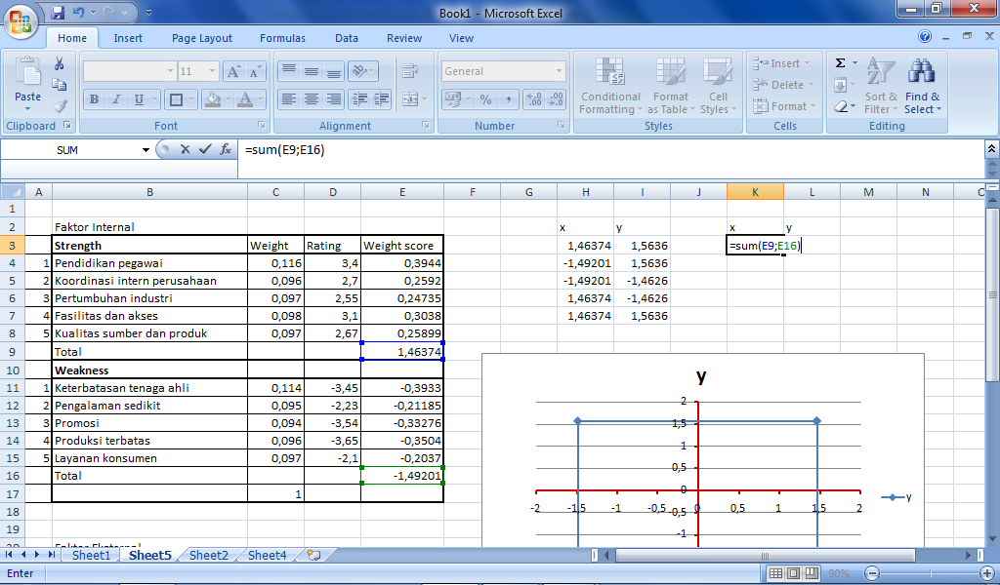 Book1 - Microsoft Excel
Home Insert Page Layout Formulas Data Review View
Paste
11
B I U
General
% ,
Conditional Formatting
Format as Table
Cell Styles
Insert
Delete
Format
Σ
Sort & Filter
Find & Select
Clipboard Font Alignment Number Styles Cells Editing
SUM fx =sum(E9;E16)
A B C D E F G H I J K L M N
1
2 Faktor Internal x y x y
3 Strength Weight Rating Weight score 1,46374 1,5636 =sum(E9;E16)
4 1 Pendidikan pegawai 0,116 3,4 0,3944 -1,49201 1,5636
5 2 Koordinasi intern perusahaan 0,096 2,7 0,2592 -1,49201 -1,4626
6 3 Pertumbuhan industri 0,097 2,55 0,24735 1,46374 -1,4626
7 4 Fasilitas dan akses 0,098 3,1 0,3038 1,46374 1,5636
8 5 Kualitas sumber dan produk 0,097 2,67 0,25899
9 Total 1,46374
10 Weakness
11 1 Keterbatasan tenaga ahli 0,114 -3,45 -0,3933
12 2 Pengalaman sedikit 0,095 -2,23 -0,21185
13 3 Promosi 0,094 -3,54 -0,33276
14 4 Produksi terbatas 0,096 -3,65 -0,3504
15 5 Layanan konsumen 0,097 -2,1 -0,2037
16 Total -1,49201
17 1
18
19
y
2
1,5
1
0,5
0
-2 -1,5 -1 -0,5 0 0,5 1 1,5 2
-0,5
-1
y
Sheet1 Sheet5 Sheet2 Sheet4
Enter 90%